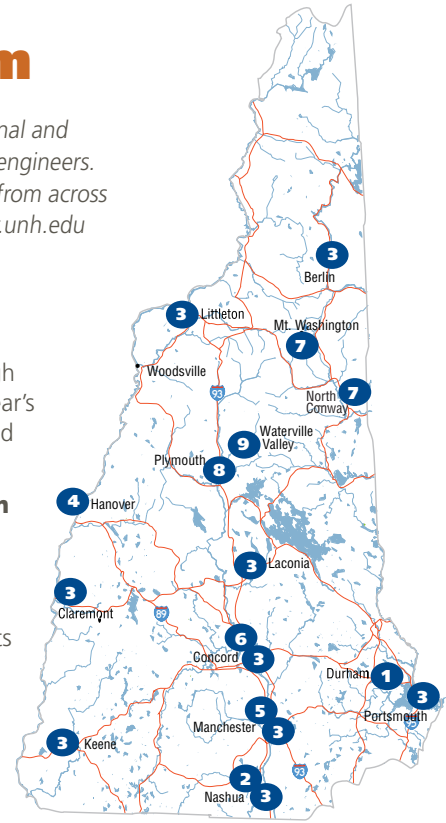 m
nal and
engineers.
from across
.unh.edu
h
ear's
d
n
ts
3
Berlin
3 Littleton
Mt. Washington
7
Woodsville
93
North
Conway
7
Waterville
Valley
9
Plymouth
8
4 Hanover
3 Laconia
3
Claremont
89
6
Concord 3
Durham 1
3
Portsmouth
95
5
Manchester
3
3 Keene
93
2
Nashua 3